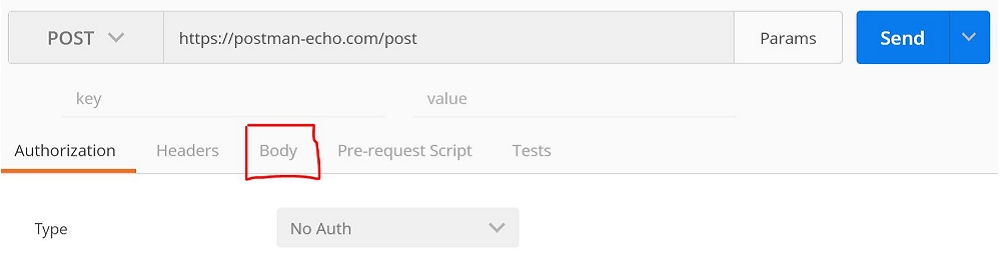 POST https://postman-echo.com/post Params Send
key value
Authorization Headers Body Pre-request Script Tests
Type No Auth